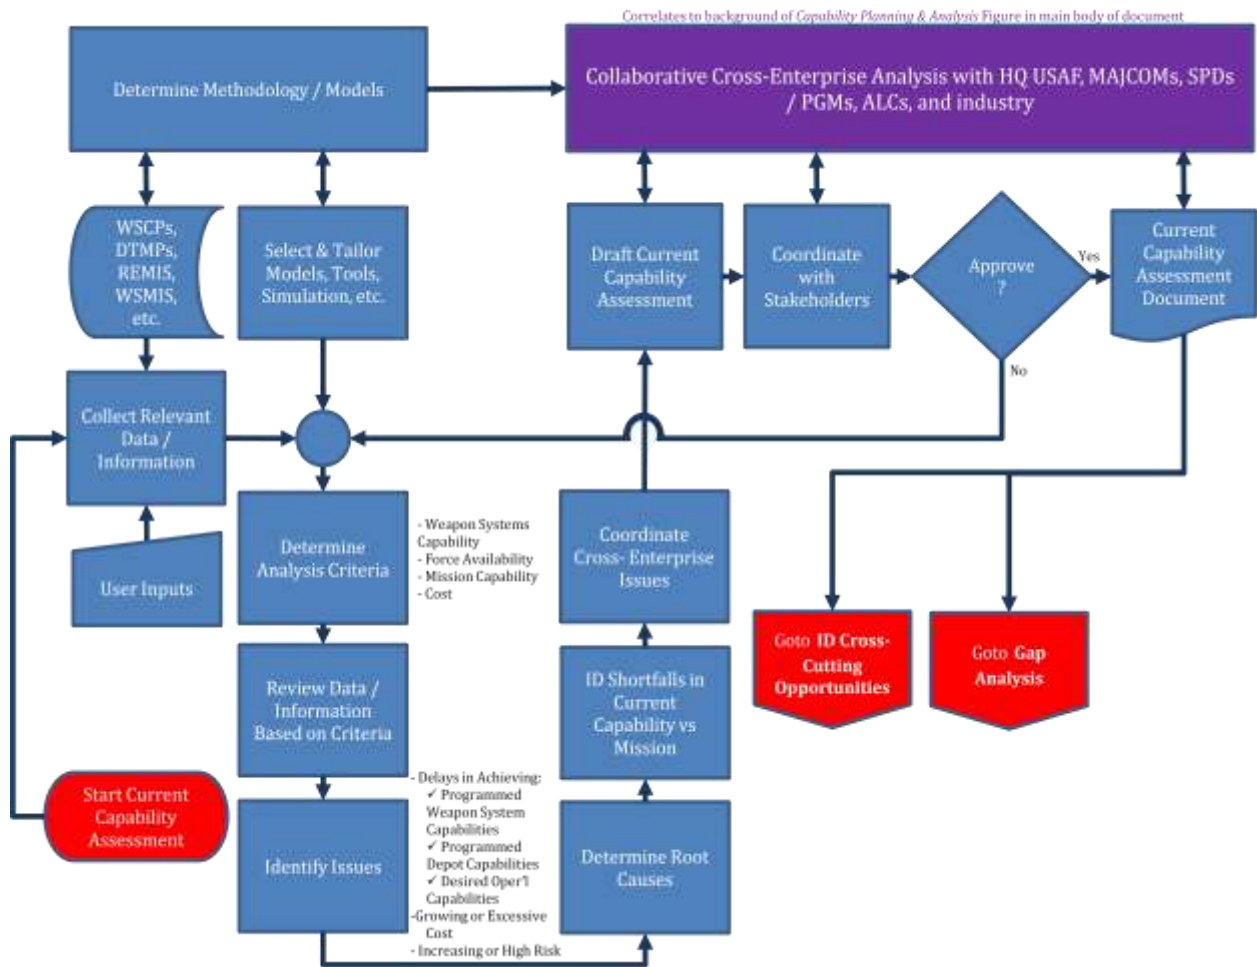 Correlates to background of Capability Planning & Analysis Figure in main body of document
Determine Methodology / Models
Collaborative Cross-Enterprise Analysis with HQ USAF, MAJCOMs, SPDs
/ PGMs, ALCs, and industry
WSCPs,
DTMPs,
REMIS,
WSMIS,
etc.
Select & Tailor
Models, Tools,
Simulation, etc.
Draft Current
Capability
Assessment
Coordinate
with
Stakeholders
Approve
?
Yes
No
Current
Capability
Assessment
Document
Collect Relevant
Data /
Information
User Inputs
Determine
Analysis Criteria
- Weapon Systems
Capability
- Force Availability
- Mission Capability
- Cost
Coordinate
Cross- Enterprise
Issues
Goto ID Cross-
Cutting
Opportunities
Goto Gap
Analysis
Review Data /
Information
Based on Criteria
ID Shortfalls in
Current
Capability vs
Mission
Start Current
Capability
Assessment
Identify Issues
- Delays in Achieving:
✓ Programmed
Weapon System
Capabilities
✓ Programmed
Depot Capabilities
✓ Desired Oper'l
Capabilities
-Growing or Excessive
Cost
- Increasing or High Risk
Determine Root
Causes